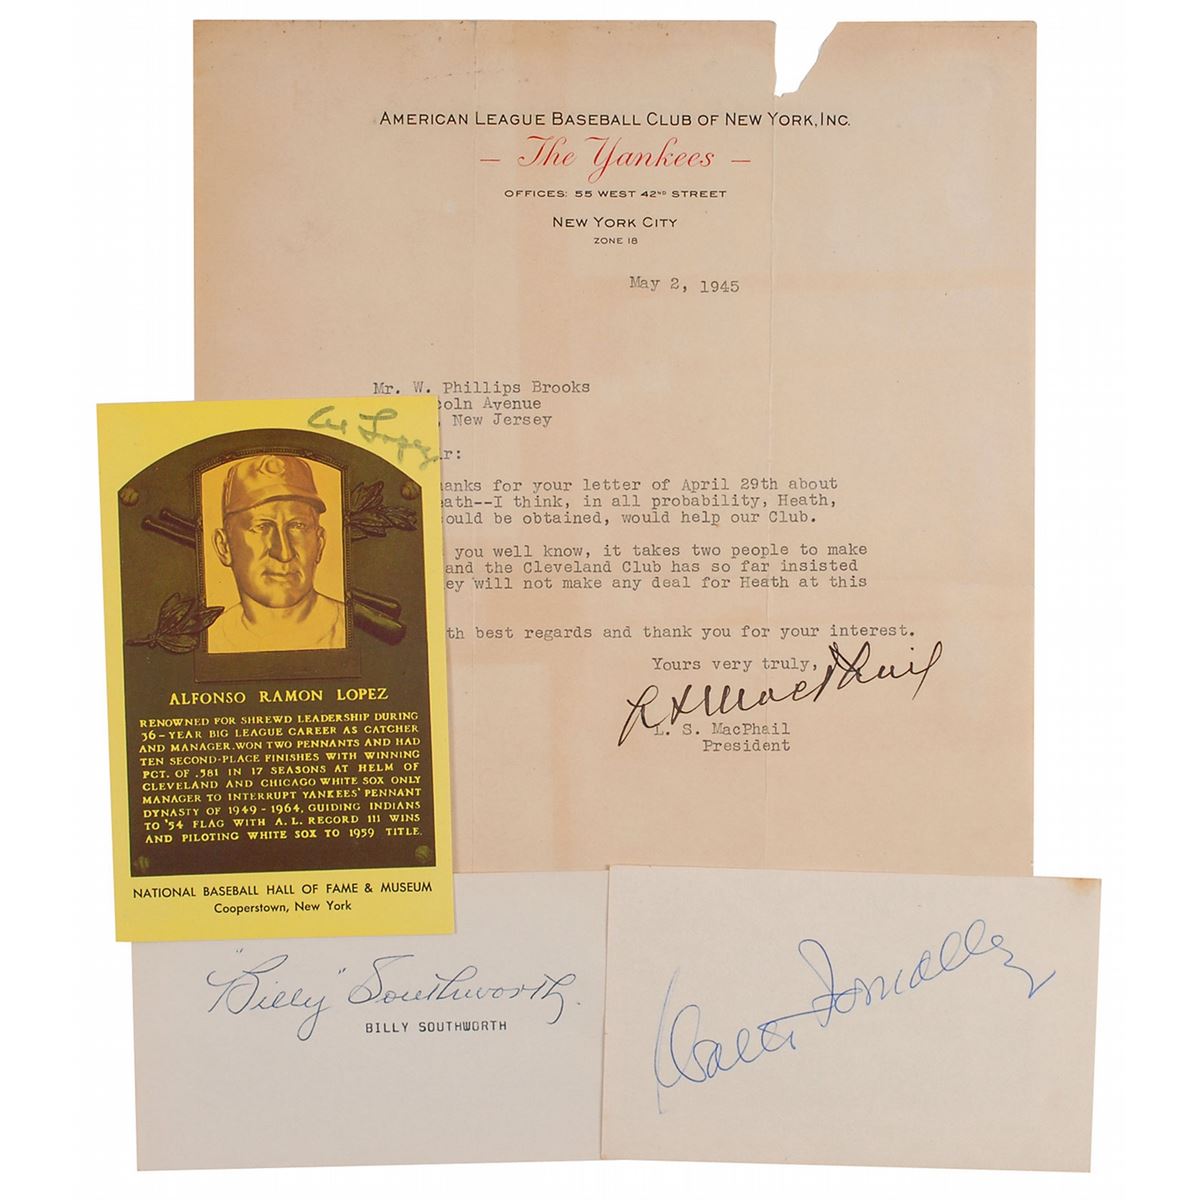 AMERICAN LEAGUE BASEBALL CLUB OF NEW YORK, INC.
— The Yankees —
OFFICES: 55 WEST 42ND STREET
NEW YORK CITY
ZONE 18
May 2, 1945
Mr. W. Phillips Brooks
coln Avenue
, New Jersey
r:
anks for your letter of April 29th about
ath--I think, in all probability, Heath,
ould be obtained, would help our Club.
you well know, it takes two people to make
and the Cleveland Club has so far insisted
ey will not make any deal for Heath at this
th best regards and thank you for your interest.
Yours very truly,
L. S. MacPhail
President
Al Lopez
ALFONSO RAMON LOPEZ
RENOWNED FOR SHREWD LEADERSHIP DURING
36-YEAR BIG LEAGUE CAREER AS CATCHER
AND MANAGER. WON TWO PENNANTS AND HAD
TEN SECOND-PLACE FINISHES WITH WINNING
PCT. OF .581 IN 17 SEASONS AT HELM OF
CLEVELAND AND CHICAGO WHITE SOX ONLY
MANAGER TO INTERRUPT YANKEES' PENNANT
DYNASTY OF 1949-1964, GUIDING INDIANS
TO '54 FLAG WITH A.L. RECORD 111 WINS
AND PILOTING WHITE SOX TO 1959 TITLE.
NATIONAL BASEBALL HALL OF FAME & MUSEUM
Cooperstown, New York
"Billy" Southworth.
BILLY SOUTHWORTH